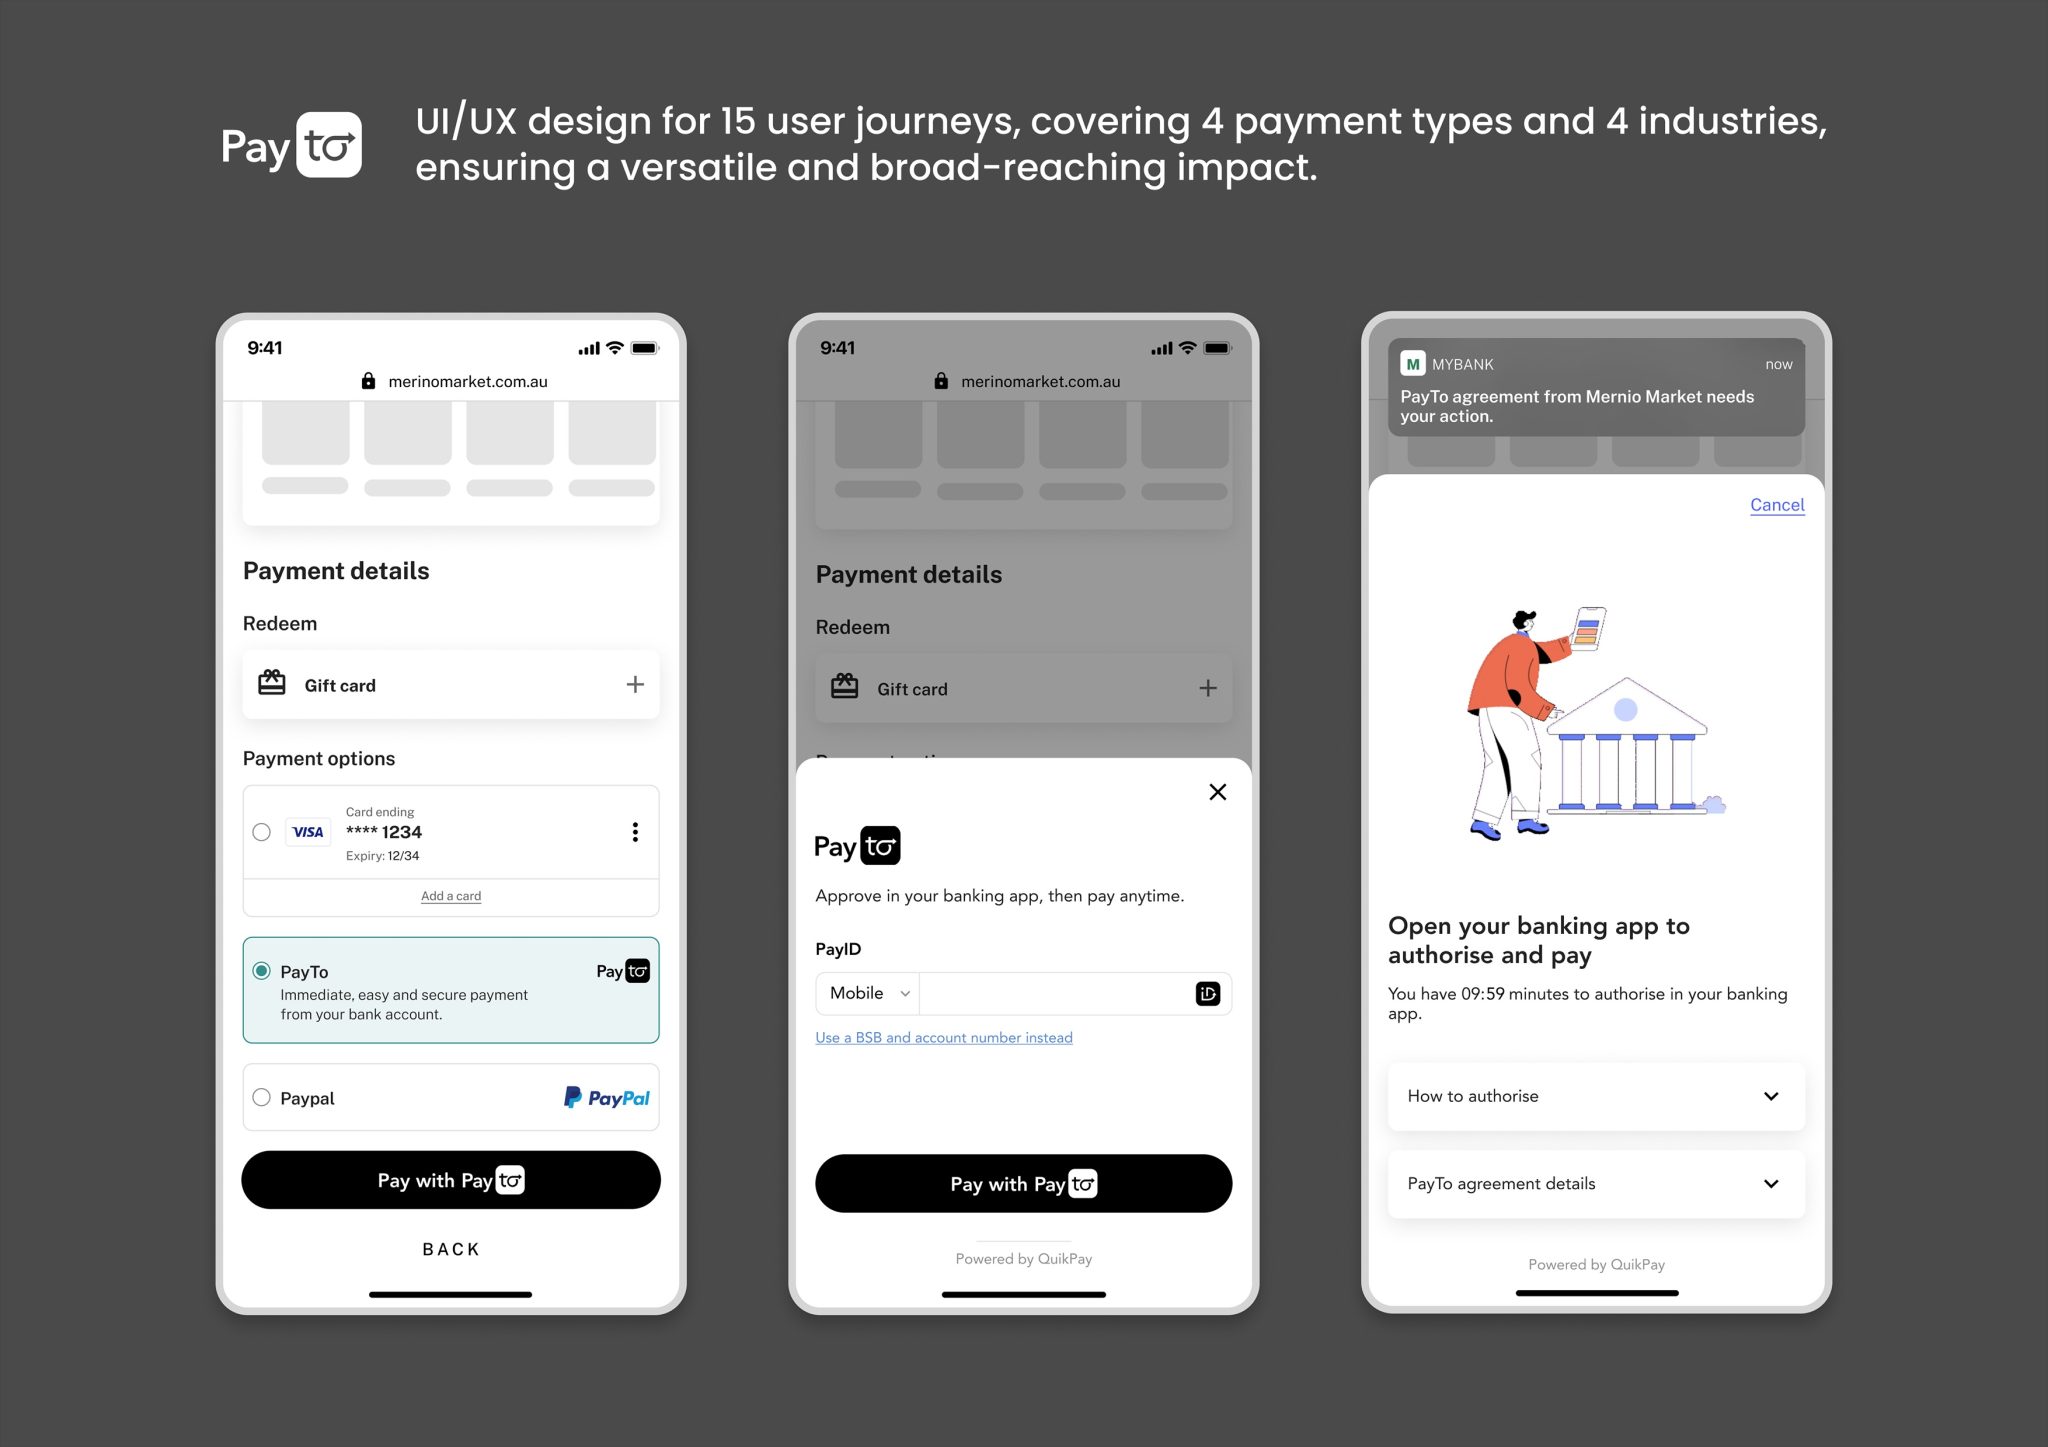 Pay to
UI/UX design for 15 user journeys, covering 4 payment types and 4 industries,
ensuring a versatile and broad-reaching impact.
9:41
merinomarket.com.au
Payment details
Redeem
Gift card
Payment options
VISA
Card ending
**** 1234
Expiry: 12/34
Add a card
PayTo
Pay to
Immediate, easy and secure payment
from your bank account.
Paypal
PayPal
Pay with Pay to
BACK
9:41
merinomarket.com.au
Payment details
Redeem
Gift card
Pay to
Approve in your banking app, then pay anytime.
PayID
Mobile
iD
Use a BSB and account number instead
Pay with Pay to
Powered by QuikPay
M MYBANK
now
PayTo agreement from Mernio Market needs
your action.
Cancel
Open your banking app to
authorise and pay
You have 09:59 minutes to authorise in your banking
app.
How to authorise
PayTo agreement details
Powered by QuikPay